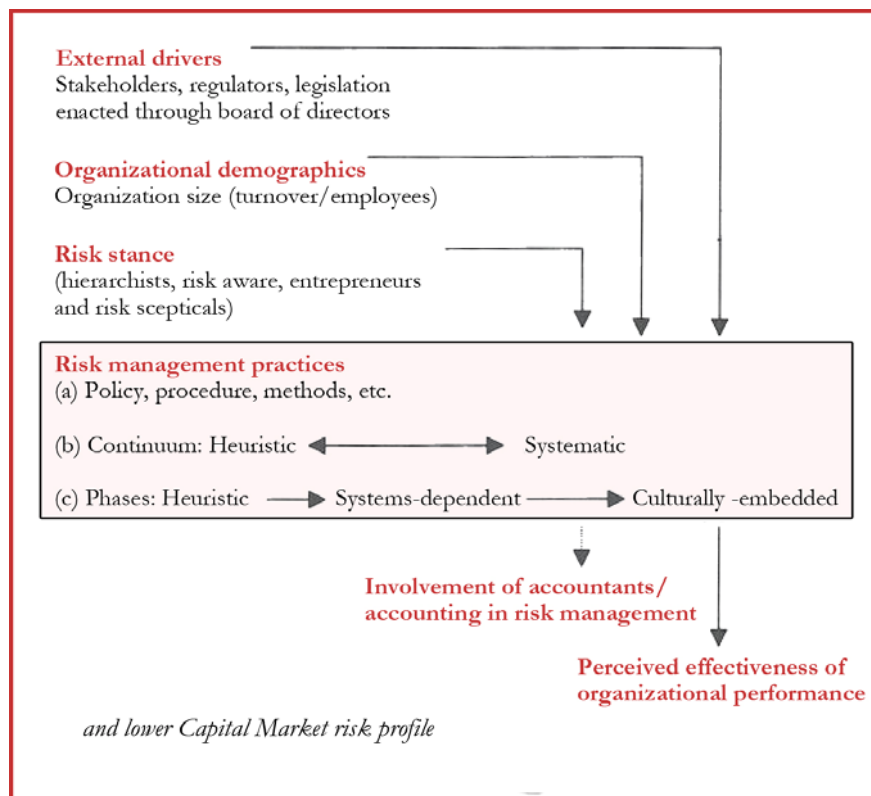 External drivers
Stakeholders, regulators, legislation
enacted through board of directors
Organizational demographics
Organization size (turnover/employees)
Risk stance
(hierarchists, risk aware, entrepreneurs
and risk scepticals)
Risk management practices
(a) Policy, procedure, methods, etc.
(b) Continuum: Heuristic Systematic
(c) Phases: Heuristic Systems-dependent Culturally -embedded
Involvement of accountants/
accounting in risk management
Perceived effectiveness of
organizational performance
and lower Capital Market risk profile